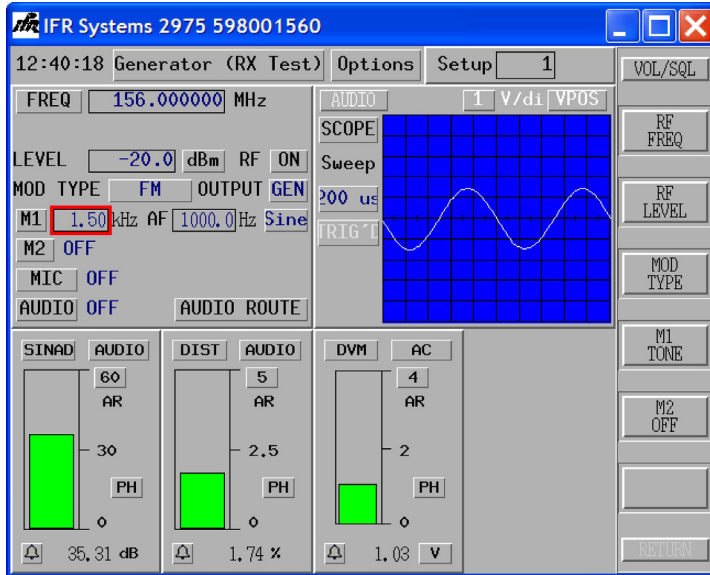 IFR Systems 2975 598001560
12:40:18 Generator (RX Test) Options Setup 1
VOL/SQL
FREQ 156.000000 MHz
AUDIO 1 V/di VPOS
RF FREQ
SCOPE
LEVEL -20.0 dBm RF ON
Sweep
MOD TYPE FM OUTPUT GEN
200 us
RF LEVEL
M1 1.50 kHz AF 1000.0 Hz Sine
TRIG'D
M2 OFF
MOD TYPE
MIC OFF
AUDIO OFF AUDIO ROUTE
SINAD AUDIO DIST AUDIO DVM AC
M1 TONE
60 5 4
AR AR AR
M2 OFF
30 2.5 2
PH PH PH
0 0 0
35.31 dB 1.74 % 1.03 V
RETURN